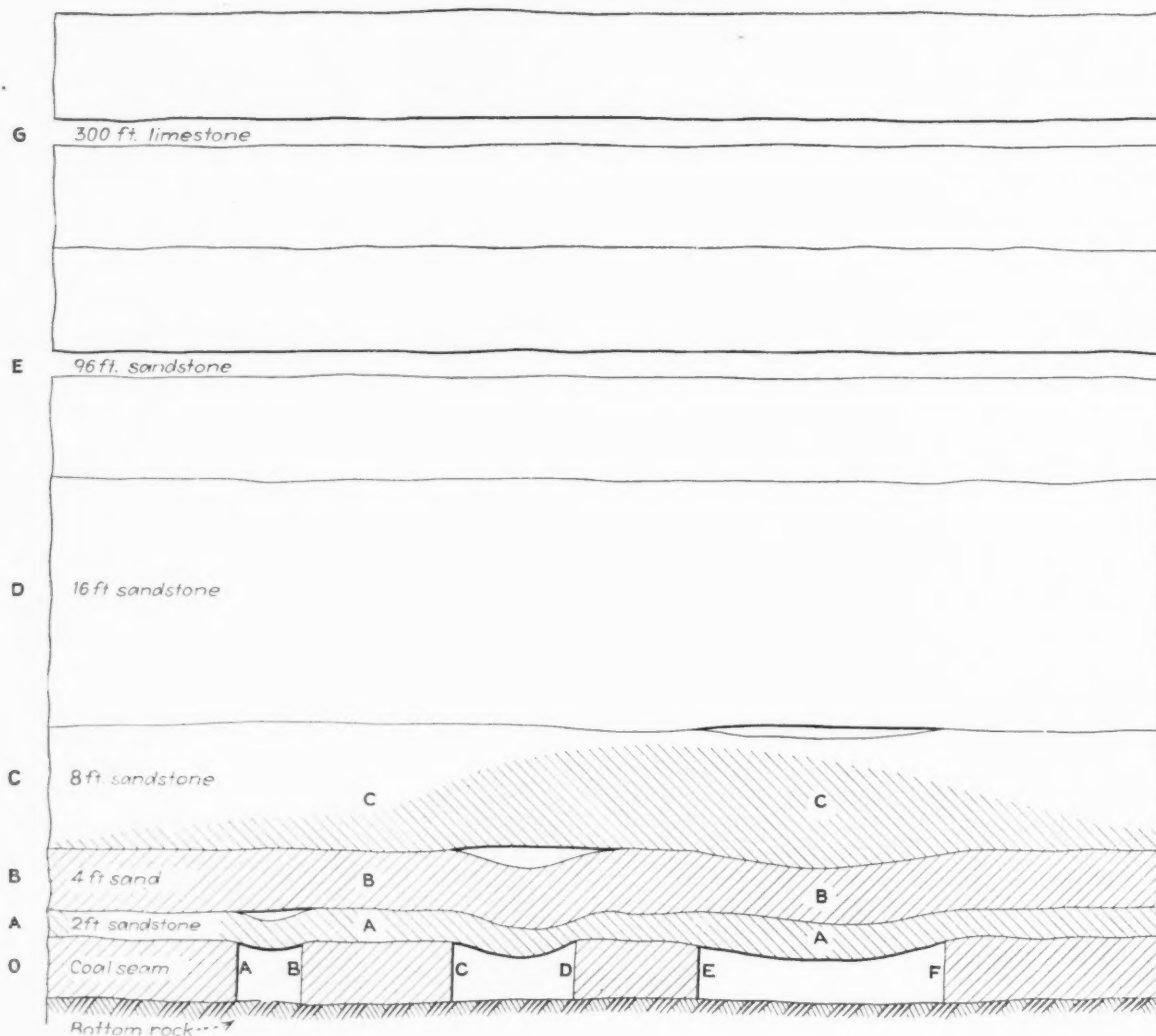 G 300 ft. limestone
E 96 ft. sandstone
D 16 ft sandstone
C 8 ft. sandstone
C C
B 4 ft sand B B
A 2 ft sandstone A A
O Coal seam A B C D E F
Bottom rock